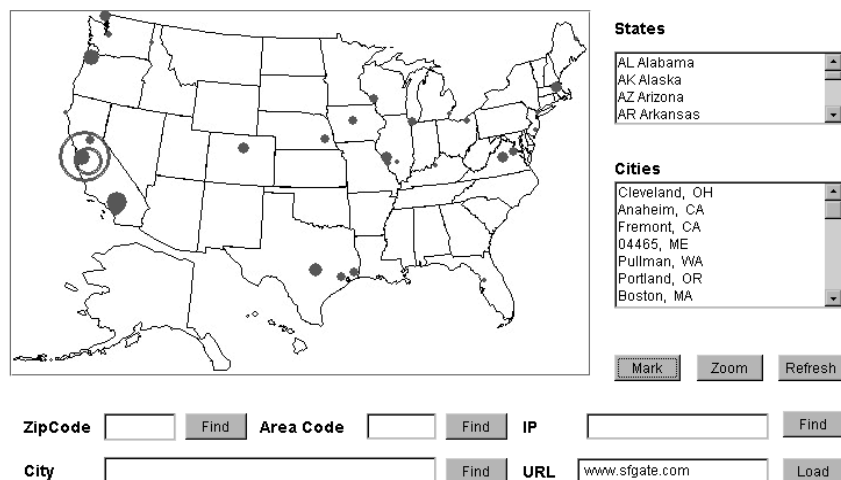 States
AL Alabama
AK Alaska
AZ Arizona
AR Arkansas
Cities
Cleveland, OH
Anaheim, CA
Fremont, CA
04465, ME
Pullman, WA
Portland, OR
Boston, MA
Mark Zoom Refresh
ZipCode Find Area Code Find IP Find
City Find URL www.sfgate.com Load